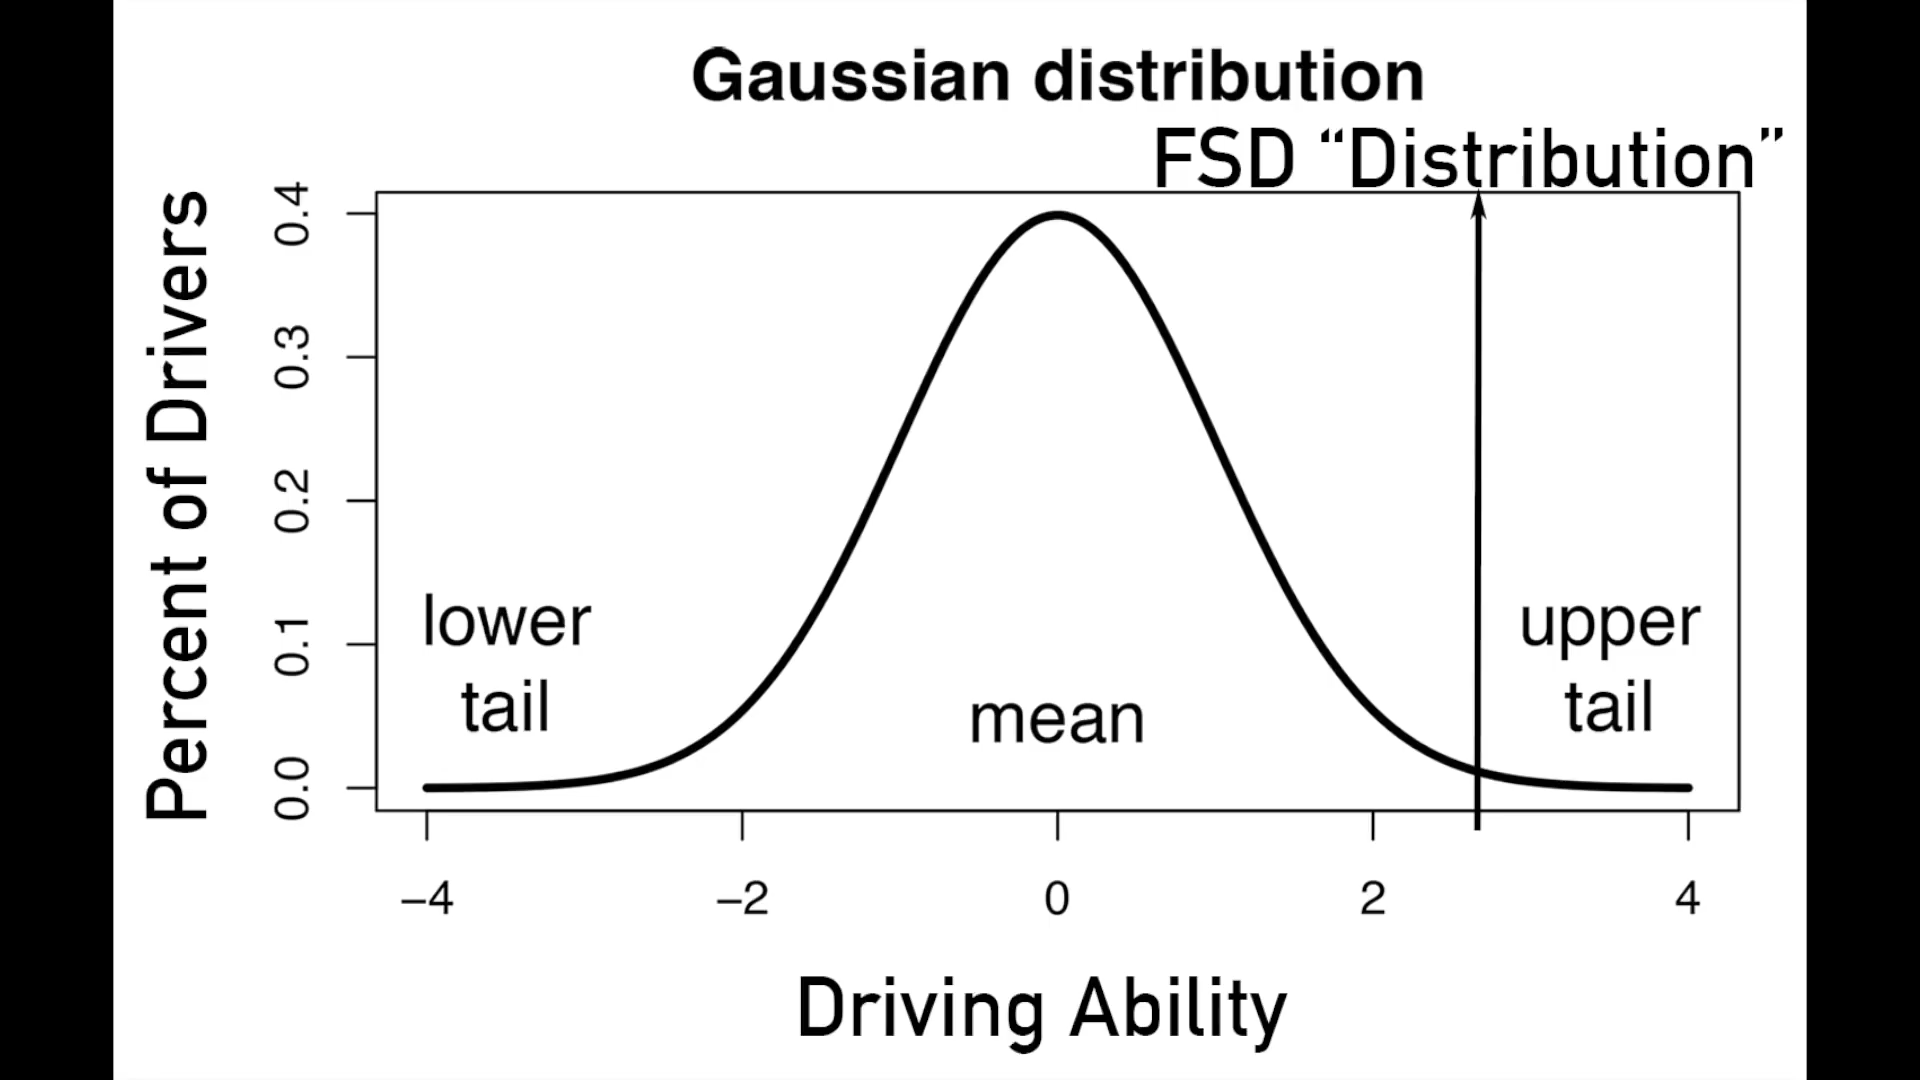 Gaussian distribution
FSD “Distribution”
Percent of Drivers
0.4
0.3
0.2
0.1
0.0
lower
tail
mean
upper
tail
−4
−2
0
2
4
Driving Ability